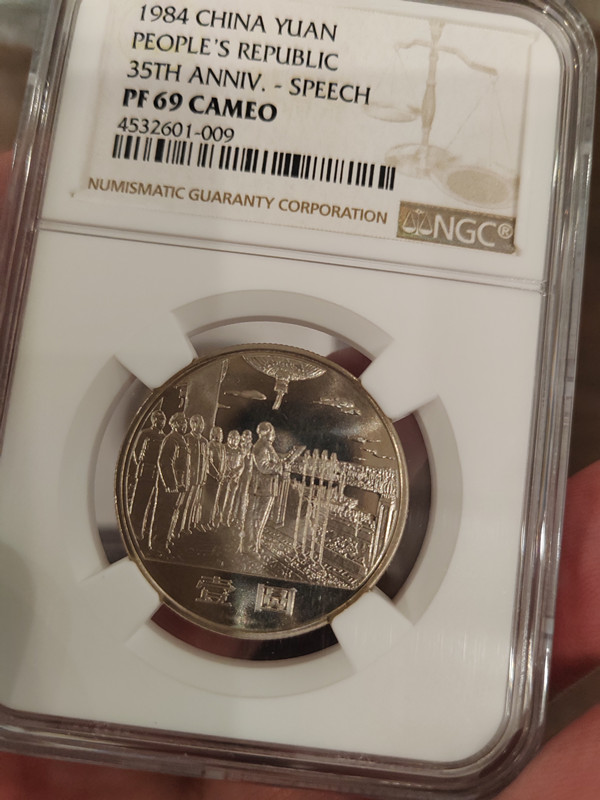 1984 CHINA YUAN
PEOPLE'S REPUBLIC
35TH ANNIV. - SPEECH
PF 69 CAMEO
4532601-009
NUMISMATIC GUARANTY CORPORATION
NGC®
壹圆